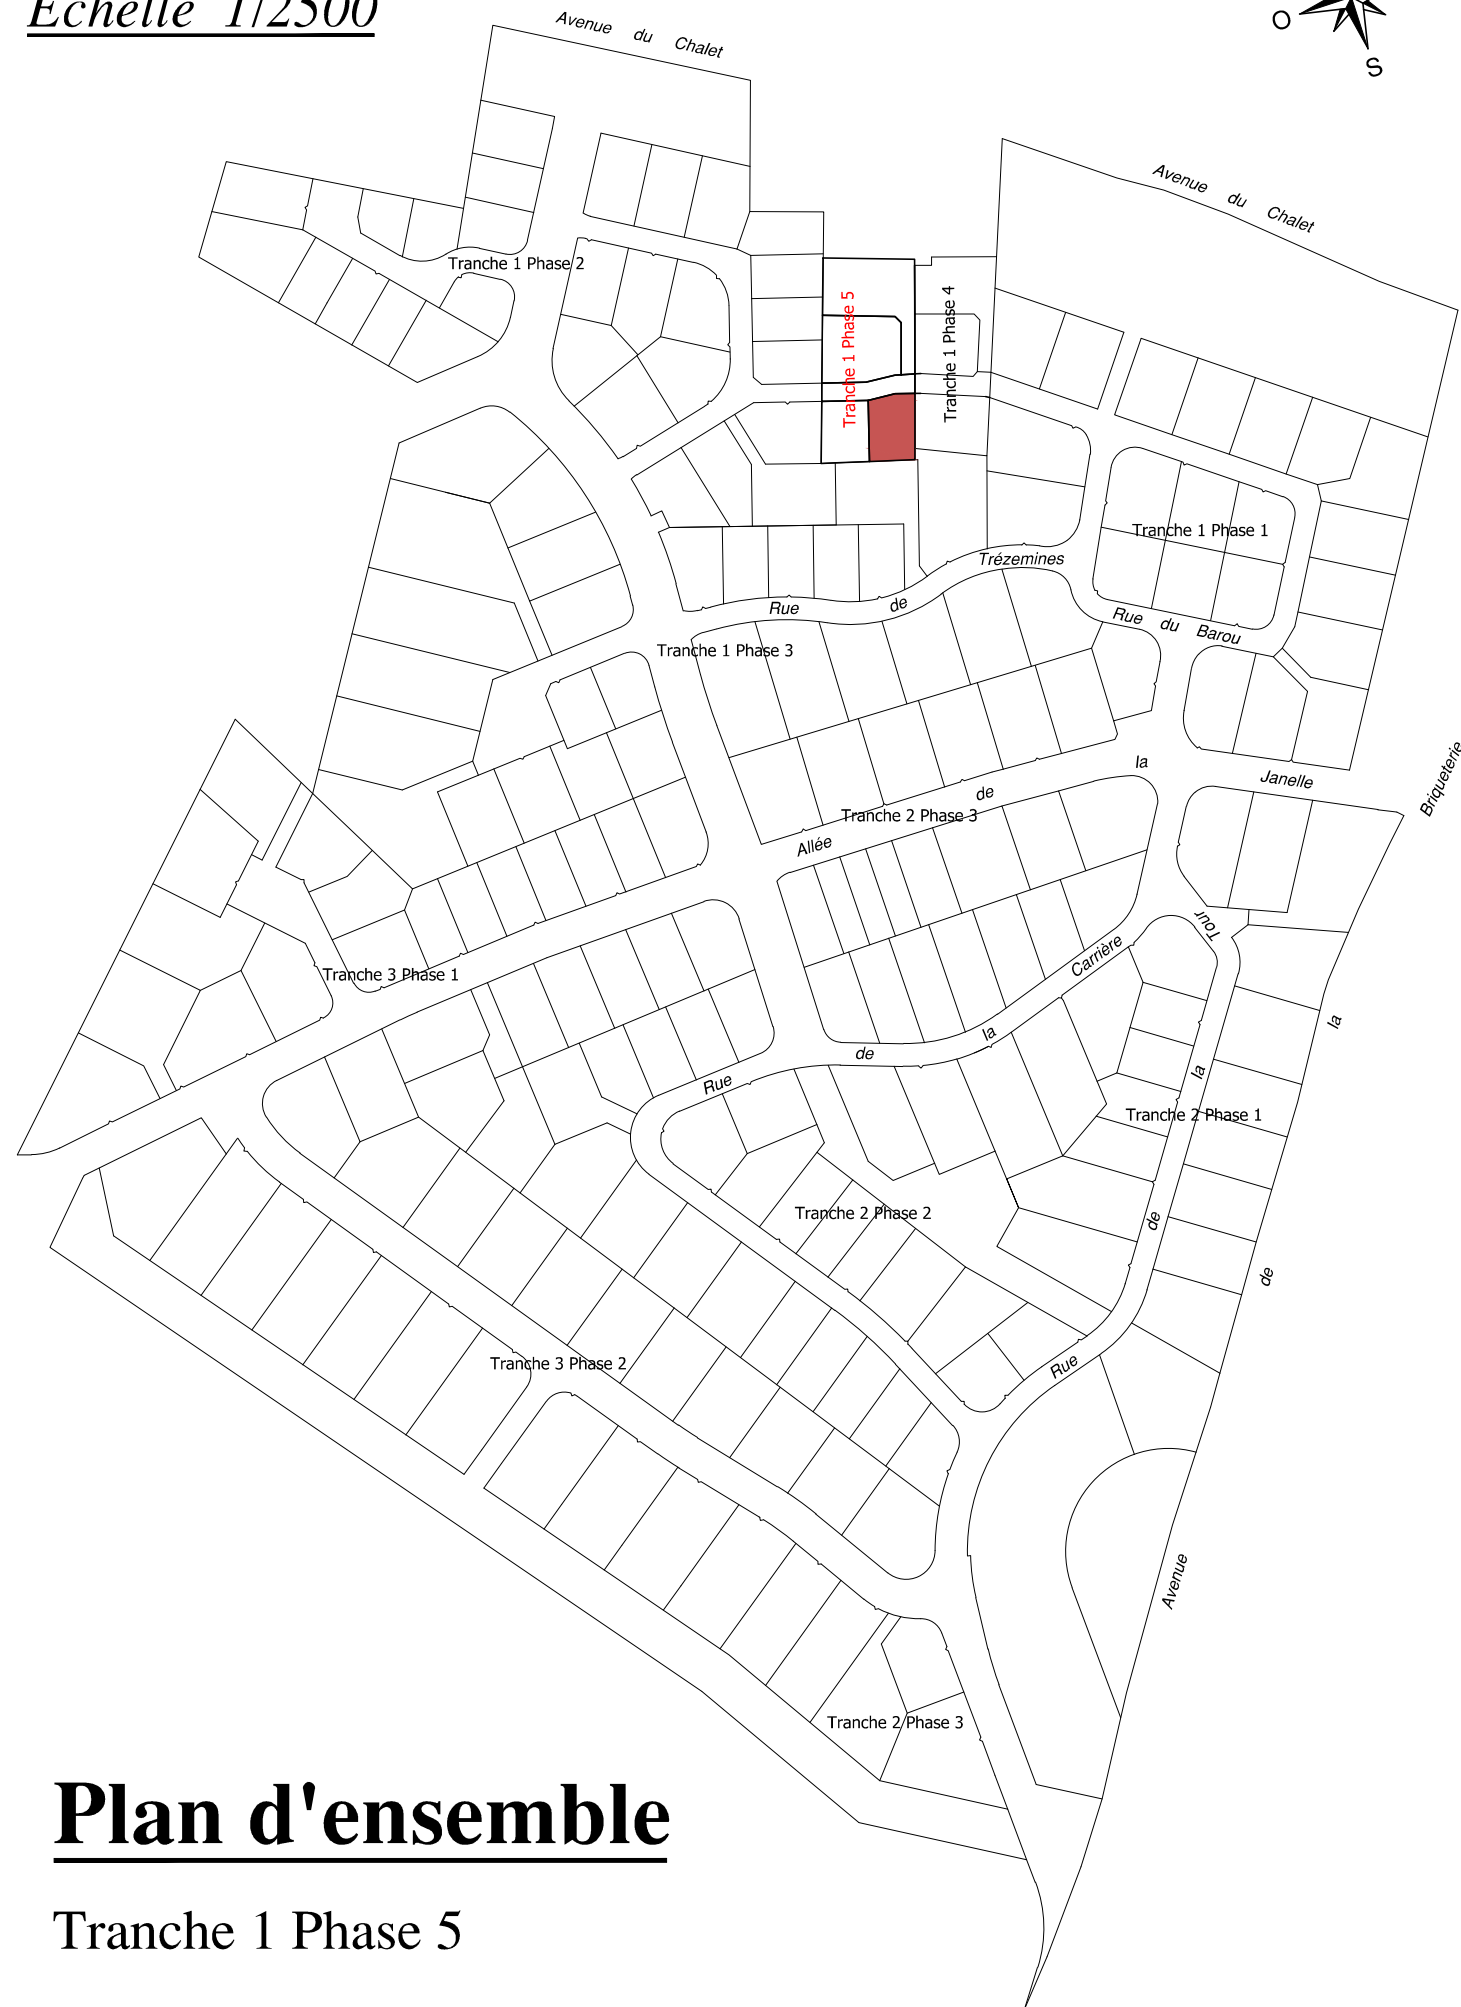 Echelle 1/2500
O
S
Avenue du Chalet
Avenue du Chalet
Tranche 1 Phase 2
Tranche 1 Phase 5
Tranche 1 Phase 4
Tranche 1 Phase 1
Rue de Trézemines
Rue du Barou
Tranche 1 Phase 3
Allée de la Janelle
Tranche 2 Phase 3
Avenue de la Briqueterie
Rue de la Carrière
Rue de la Tour
Tranche 3 Phase 1
Tranche 2 Phase 1
Tranche 2 Phase 2
Tranche 3 Phase 2
Tranche 2 Phase 3
Plan d'ensemble
Tranche 1 Phase 5